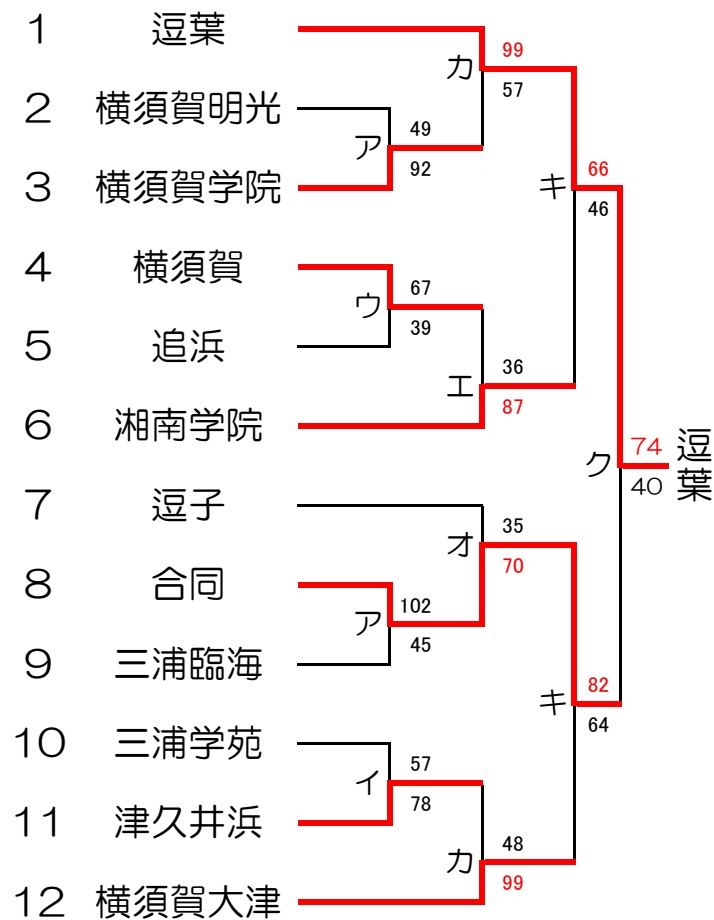 1 逗葉
99
カ
57
2 横須賀明光
49
ア
92
3 横須賀学院
66
キ
46
4 横須賀
67
ウ
39
5 追浜
36
エ
87
6 湘南学院
74
ク
40
逗葉
7 逗子
35
オ
70
8 合同
102
ア
45
9 三浦臨海
82
キ
64
10 三浦学苑
57
イ
78
11 津久井浜
48
カ
99
12 横須賀大津